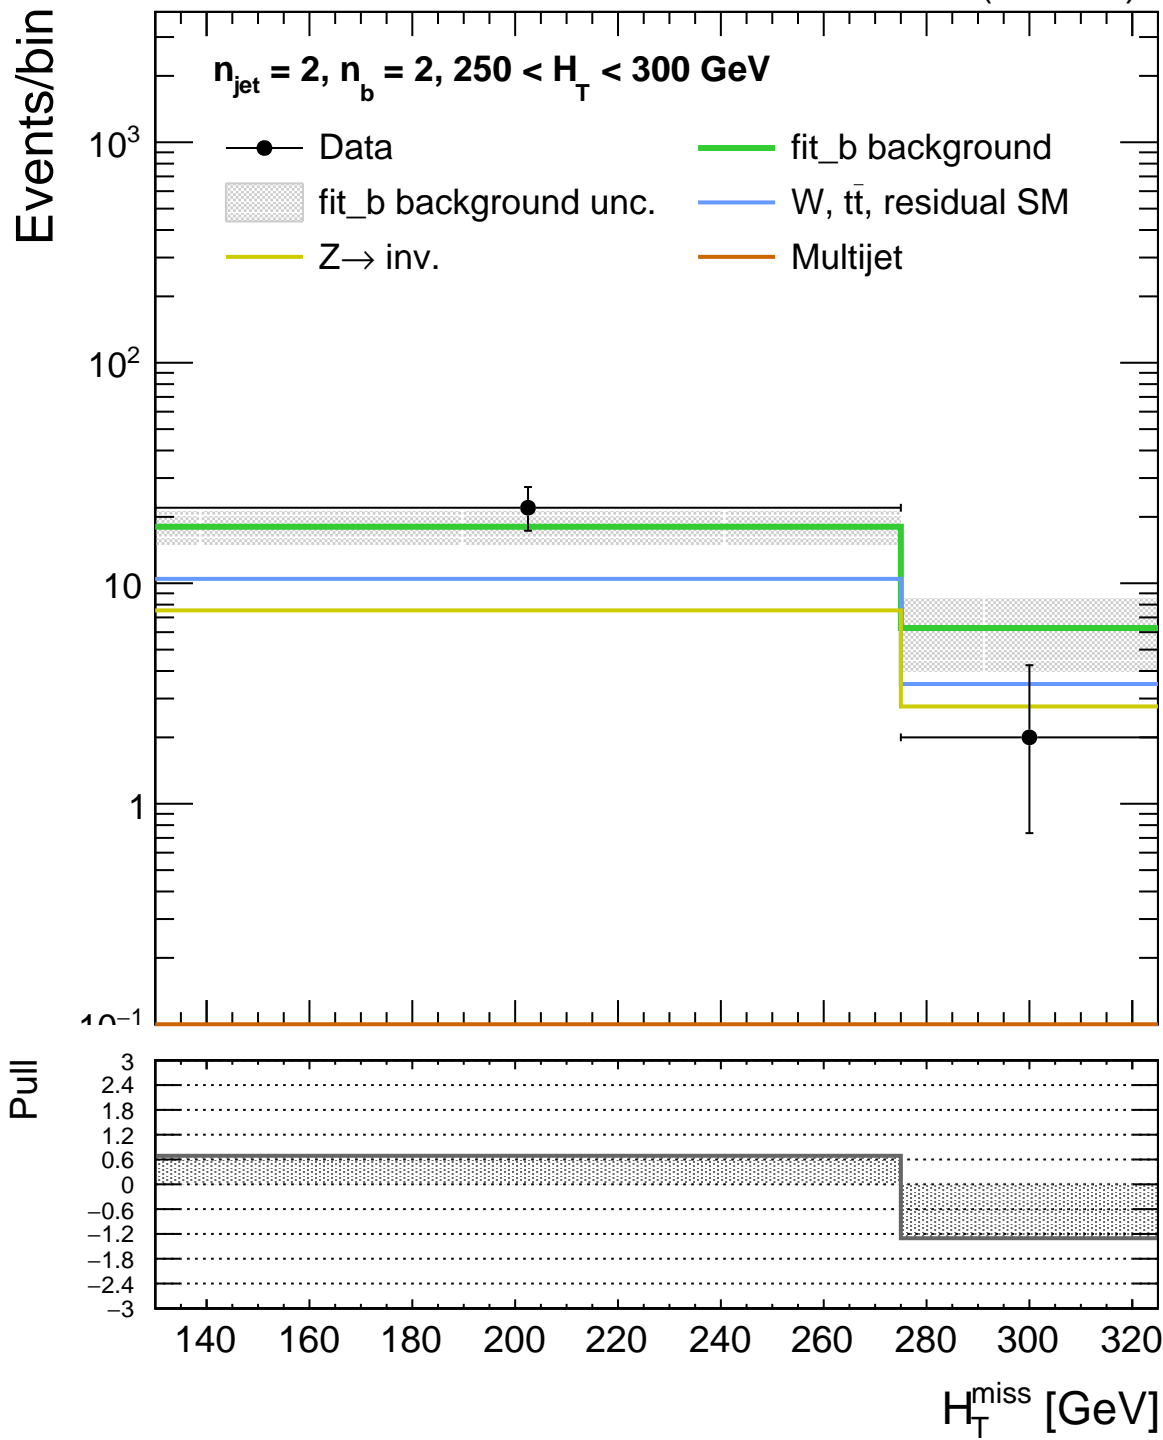 n_jet = 2, n_b = 2, 250 < H_T < 300 GeV
Data
fit_b background
fit_b background unc.
W, tt̄, residual SM
Z→ inv.
Multijet
Events/bin
10³
10²
10
1
10⁻¹
Pull
3
2.4
1.8
1.2
0.6
0
−0.6
−1.2
−1.8
−2.4
−3
140 160 180 200 220 240 260 280 300 320
H_T^miss [GeV]